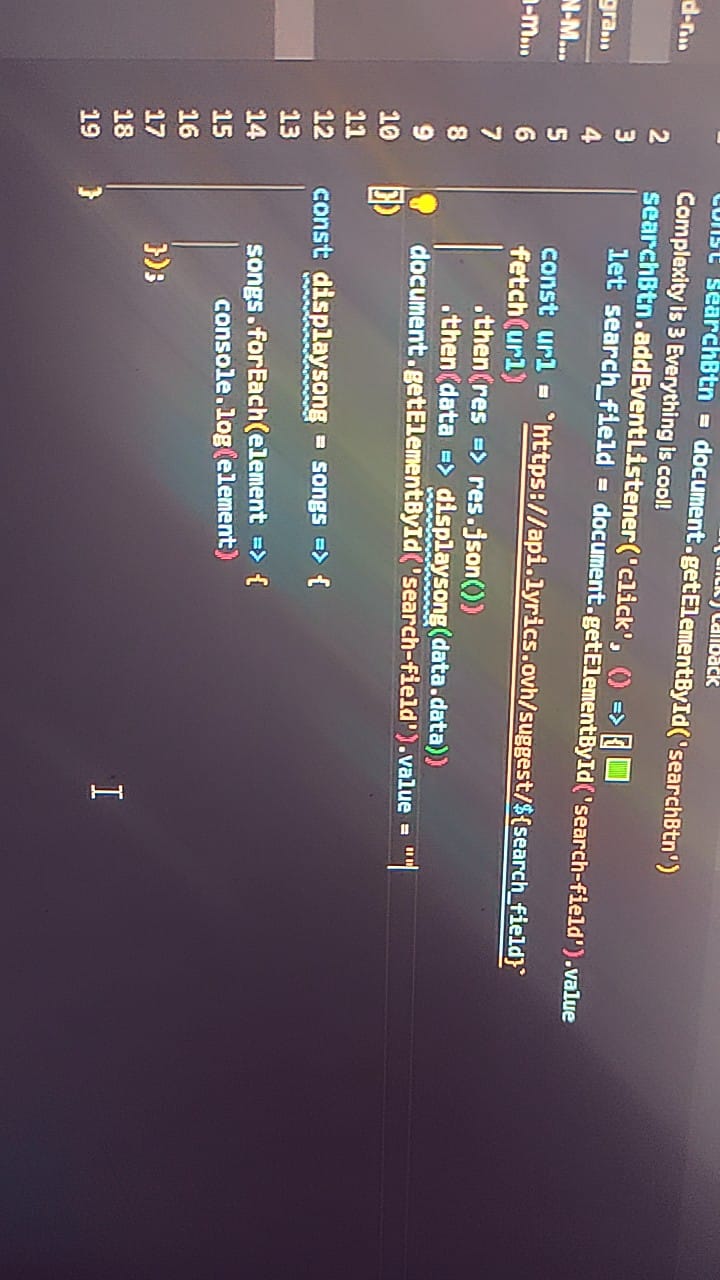 Callback
const searchBtn = document.getElementById('searchBtn')
Complexity is 3 Everything is cool!
2 searchBtn.addEventListener('click', () => {
3 let search_field = document.getElementById('search-field').value
4
5 const url = `https://api.lyrics.ovh/suggest/${search_field}`
6 fetch(url)
7 .then(res => res.json())
8 .then(data => displaysong(data.data))
9 document.getElementById('search-field').value = ""
10 })
11
12 const displaysong = songs => {
13
14 songs.forEach(element => {
15 console.log(element)
16
17 });
18
19 }
d-r...
gra...
N-M...
-m...